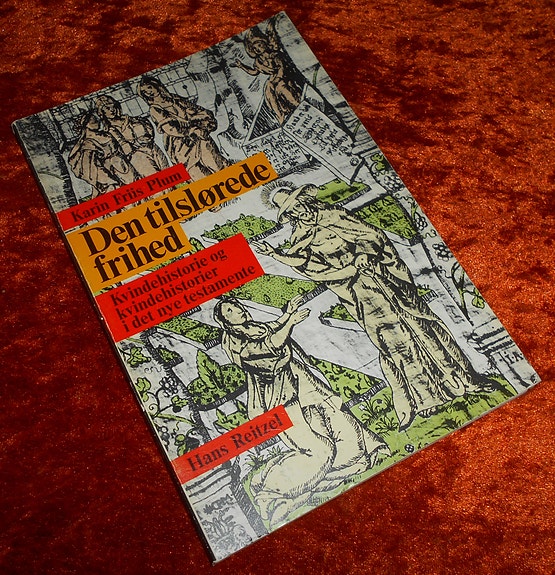 Karin Friis Plum
Den tilslørede
frihed
Kvindehistorie og
kvindehistorier
i det nye testamente
Hans Reitzel